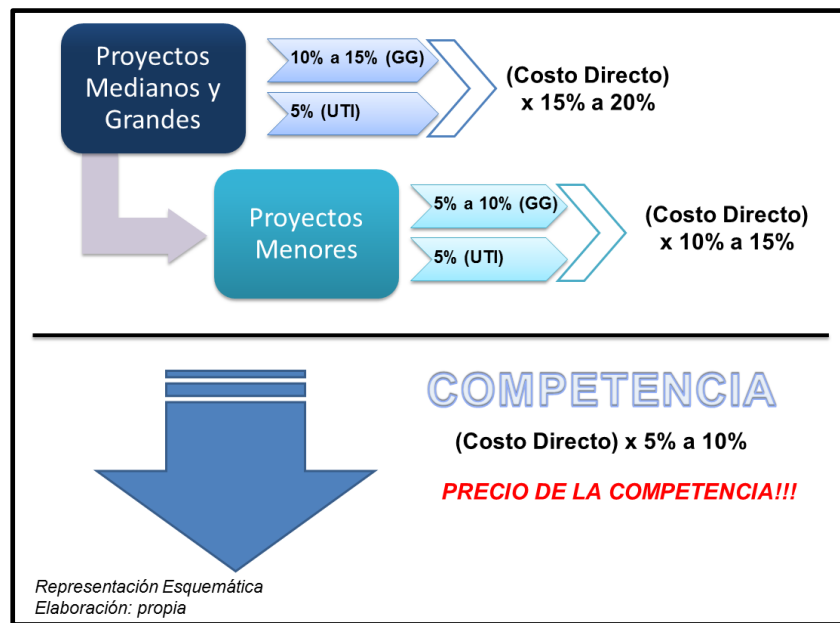 Proyectos
Medianos y
Grandes
10% a 15% (GG)
5% (UTI)
(Costo Directo)
x 15% a 20%
Proyectos
Menores
5% a 10% (GG)
5% (UTI)
(Costo Directo)
x 10% a 15%
COMPETENCIA
(Costo Directo) x 5% a 10%
PRECIO DE LA COMPETENCIA!!!
Representación Esquemática
Elaboración: propia